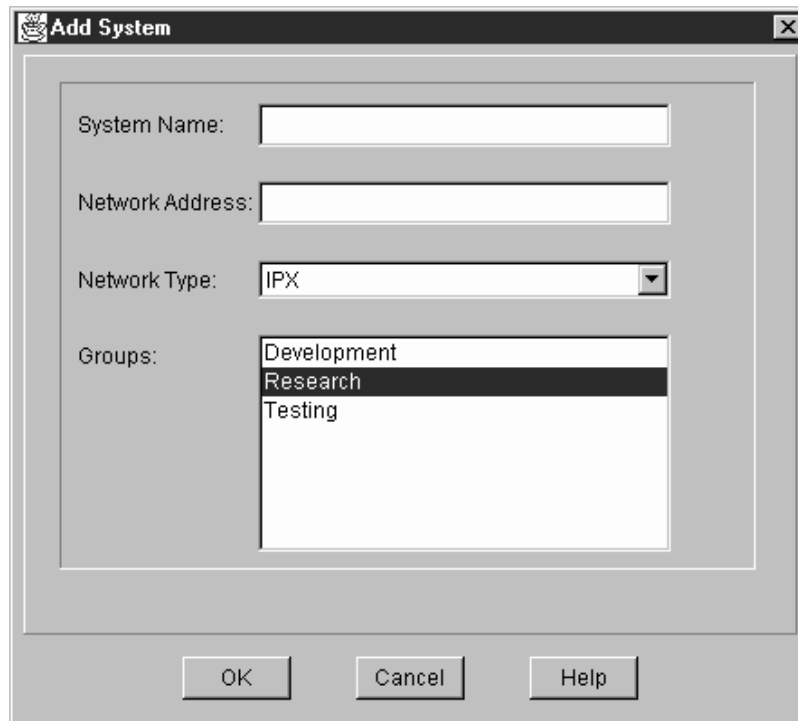 Add System
System Name:
Network Address:
Network Type: IPX
Groups:
Development
Research
Testing
OK Cancel Help